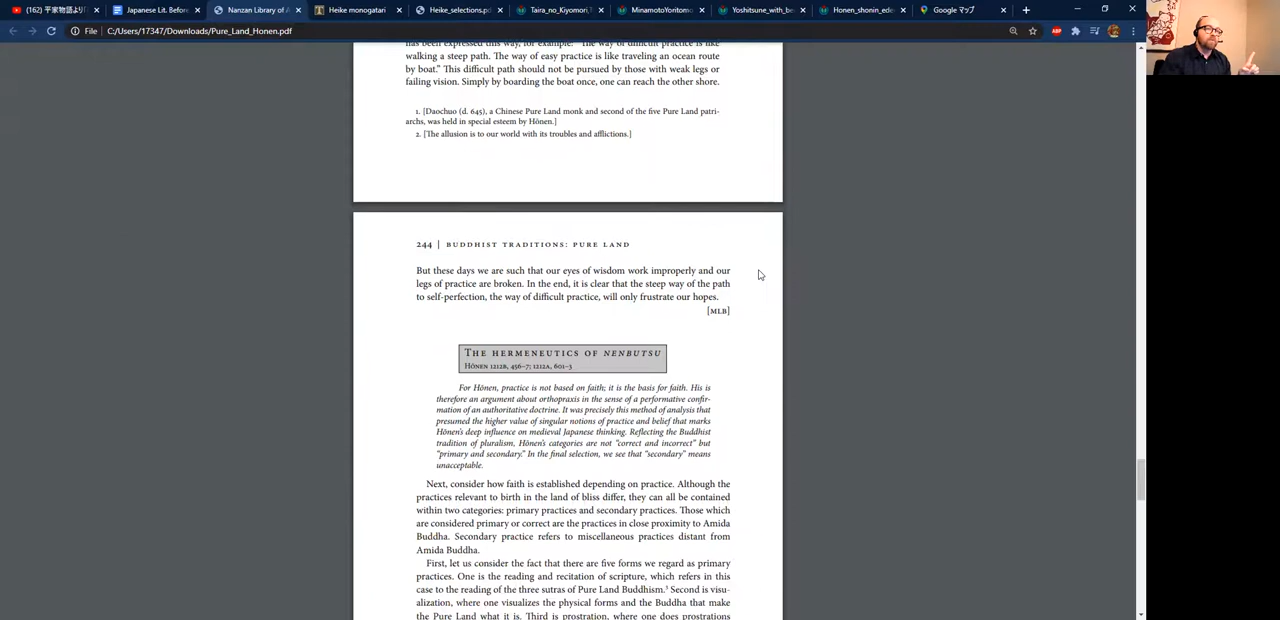 (162) 平家物語より
Japanese Lit. Before
Nanzan Library of A
Heike monogatari
Heike_selections.pd
Taira_no_Kiyomori,
MinamotoYoritomo
Yoshitsune_with_be
Honen_shonin_ede
Google マップ
File | C:/Users/17347/Downloads/Pure_Land_Honen.pdf
has been expressed this way, for example: "The way of difficult practice is like
walking a steep path. The way of easy practice is like traveling an ocean route
by boat." This difficult path should not be pursued by those with weak legs or
failing vision. Simply by boarding the boat once, one can reach the other shore.
1. [Daochuo (d. 645), a Chinese Pure Land monk and second of the five Pure Land patri-
archs, was held in special esteem by Hōnen.]
2. [The allusion is to our world with its troubles and afflictions.]
244 | BUDDHIST TRADITIONS: PURE LAND
But these days we are such that our eyes of wisdom work improperly and our
legs of practice are broken. In the end, it is clear that the steep way of the path
to self-perfection, the way of difficult practice, will only frustrate our hopes.
[MLB]
THE HERMENEUTICS OF NENBUTSU
HŌNEN 1212B, 456–7; 1212A, 601–3
For Hōnen, practice is not based on faith; it is the basis for faith. His is
therefore an argument about orthopraxis in the sense of a performative confir-
mation of an authoritative doctrine. It was precisely this method of analysis that
presumed the higher value of singular notions of practice and belief that marks
Hōnen's deep influence on medieval Japanese thinking. Reflecting the Buddhist
tradition of pluralism, Hōnen's categories are not "correct and incorrect" but
"primary and secondary." In the final selection, we see that "secondary" means
unacceptable.
Next, consider how faith is established depending on practice. Although the
practices relevant to birth in the land of bliss differ, they can all be contained
within two categories: primary practices and secondary practices. Those which
are considered primary or correct are the practices in close proximity to Amida
Buddha. Secondary practice refers to miscellaneous practices distant from
Amida Buddha.
First, let us consider the fact that there are five forms we regard as primary
practices. One is the reading and recitation of scripture, which refers in this
case to the reading of the three sutras of Pure Land Buddhism.³ Second is visu-
alization, where one visualizes the physical forms and the Buddha that make
the Pure Land what it is. Third is prostration, where one does prostrations